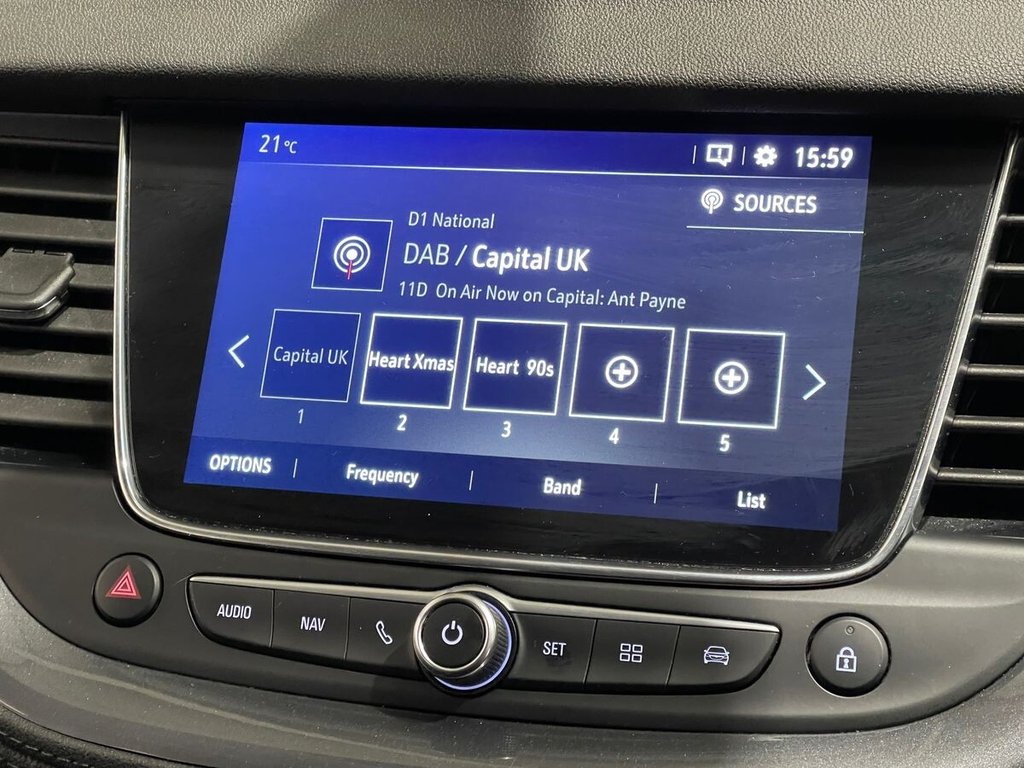 21°C
15:59
SOURCES
D1 National
DAB / Capital UK
11D On Air Now on Capital: Ant Payne
Capital UK
Heart Xmas
Heart 90s
1
2
3
4
5
OPTIONS
Frequency
Band
List
AUDIO
NAV
SET